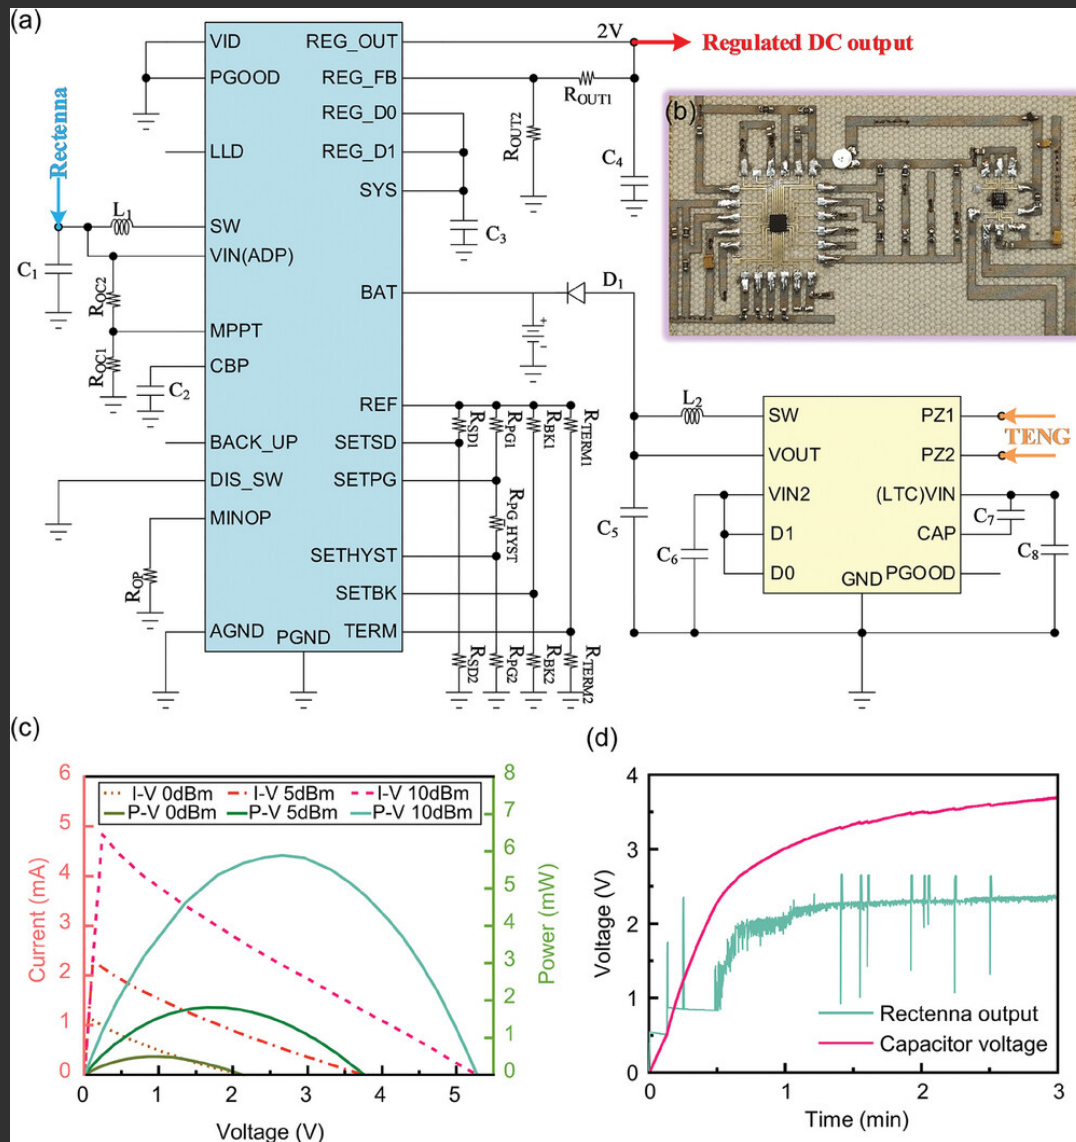 (a)
VID
PGOOD
LLD
SW
VIN(ADP)
MPPT
CBP
BACK_UP
DIS_SW
MINOP
AGND
PGND
REG_OUT
REG_FB
REG_D0
REG_D1
SYS
BAT
REF
SETSD
SETPG
SETHYST
SETBK
TERM
Rectenna
L1
C1
ROC2
ROC1
C2
ROP
2V
Regulated DC output
ROUT1
ROUT2
C4
C3
D1
+
-
RSD1
RPG1
RBK1
RTERM1
RPG HYST
RSD2
RPG2
RBK2
RTERM2
(b)
L2
C5
C6
SW
VOUT
VIN2
D1
D0
GND
PZ1
PZ2
(LTC)VIN
CAP
PGOOD
TENG
C7
C8
(c)
I-V 0dBm I-V 5dBm I-V 10dBm
P-V 0dBm P-V 5dBm P-V 10dBm
Current (mA)
6
5
4
3
2
1
0
Power (mW)
8
7
6
5
4
3
2
1
0
0 1 2 3 4 5
Voltage (V)
(d)
Voltage (V)
4
3
2
1
0
Rectenna output
Capacitor voltage
0 1 2 3
Time (min)